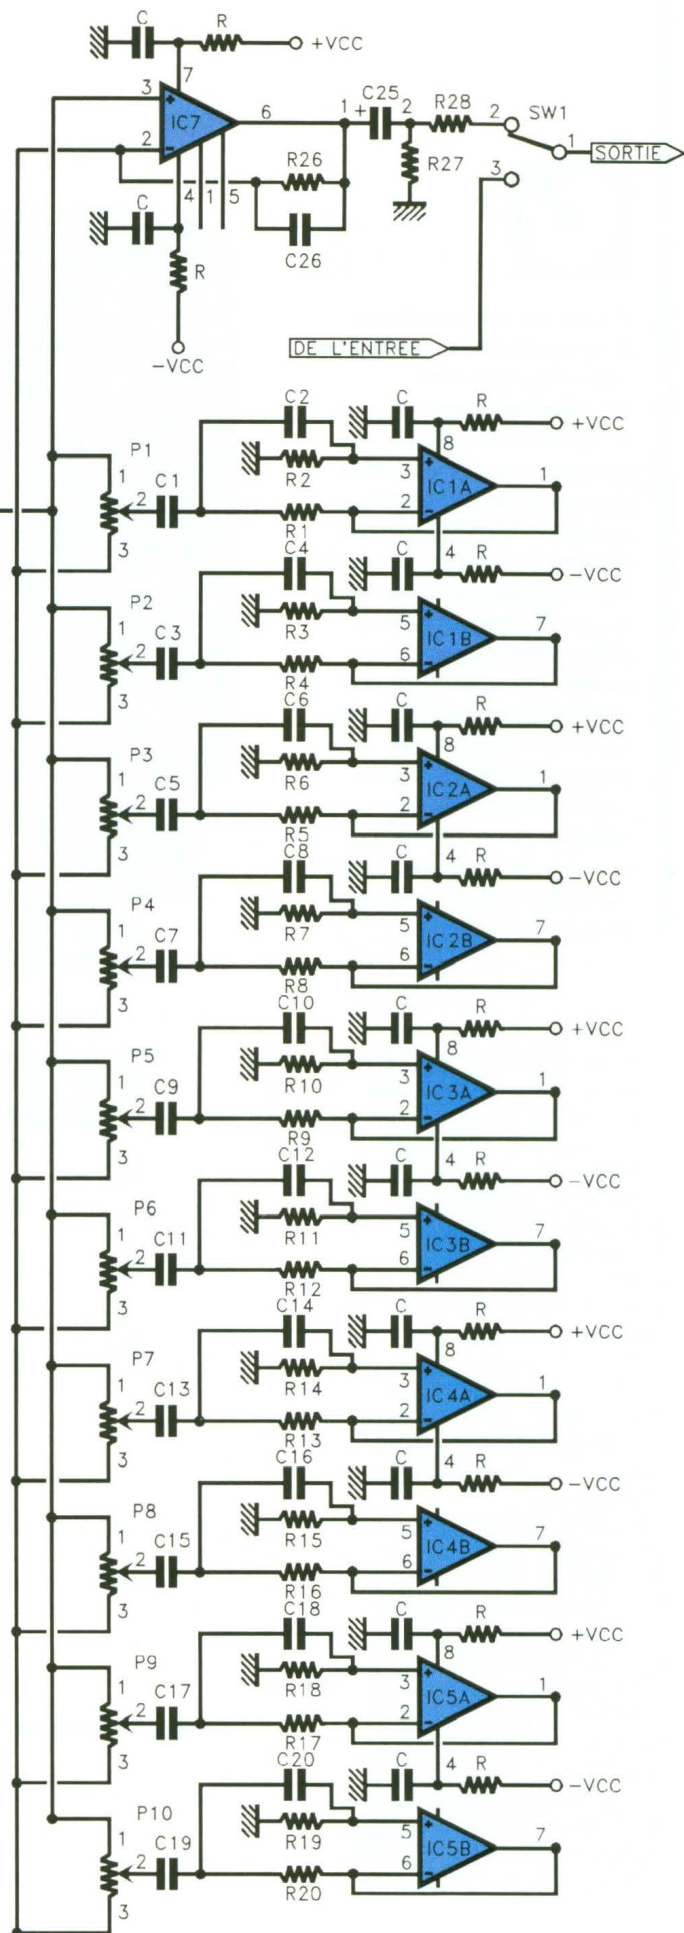 C R
+VCC
3 7
+ IC7 6 1 + C25 2 R28 2 SW1
2 - 1 SORTIE
4 1 5 R26 R27 3
C C26
R
-VCC
DE L'ENTREE
C2 C R +VCC
P1 8
1 C1 R2 3 + IC1A 1
2 R1 2 -
3 C4 C 4 R -VCC
P2
1 C3 R3 5 + IC1B 7
2 R4 6 -
3 C6 C R +VCC
P3 8
1 C5 R6 3 + IC2A 1
2 R5 2 -
3 C8 C 4 R -VCC
P4
1 C7 R7 5 + IC2B 7
2 R8 6 -
3 C10 C R +VCC
P5 8
1 C9 R10 3 + IC3A 1
2 R9 2 -
3 C12 C 4 R -VCC
P6
1 C11 R11 5 + IC3B 7
2 R12 6 -
3 C14 C R +VCC
P7 8
1 C13 R14 3 + IC4A 1
2 R13 2 -
3 C16 C 4 R -VCC
P8
1 C15 R15 5 + IC4B 7
2 R16 6 -
3 C18 C R +VCC
P9 8
1 C17 R18 3 + IC5A 1
2 R17 2 -
3 C20 C 4 R -VCC
P10
1 C19 R19 5 + IC5B 7
2 R20 6 -
3